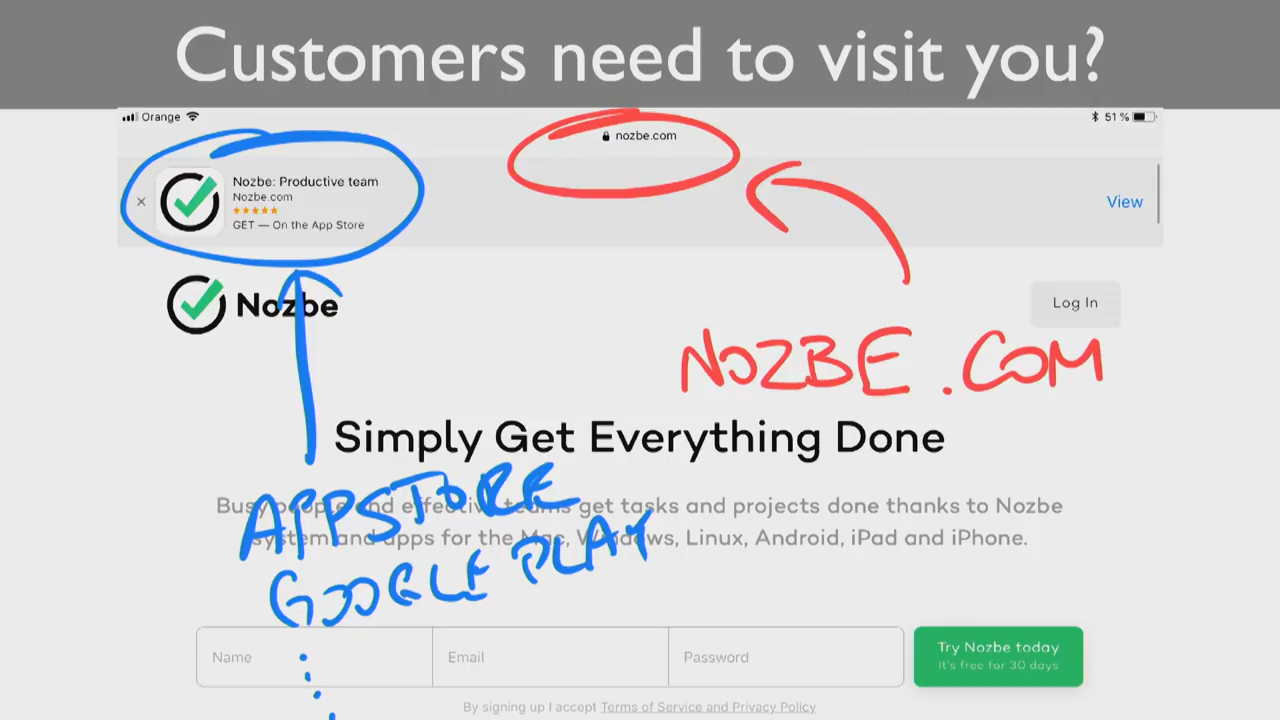 Customers need to visit you?
Orange
nozbe.com
51 %
Nozbe: Productive team
Nozbe.com
GET — On the App Store
View
Nozbe
Log In
NOZBE.COM
Simply Get Everything Done
APPSTORE
Busy people and effective teams get tasks and projects done thanks to Nozbe
system and apps for the Mac, Windows, Linux, Android, iPad and iPhone.
GOOGLE PLAY
Name
Email
Password
Try Nozbe today
It's free for 30 days
By signing up I accept Terms of Service and Privacy Policy